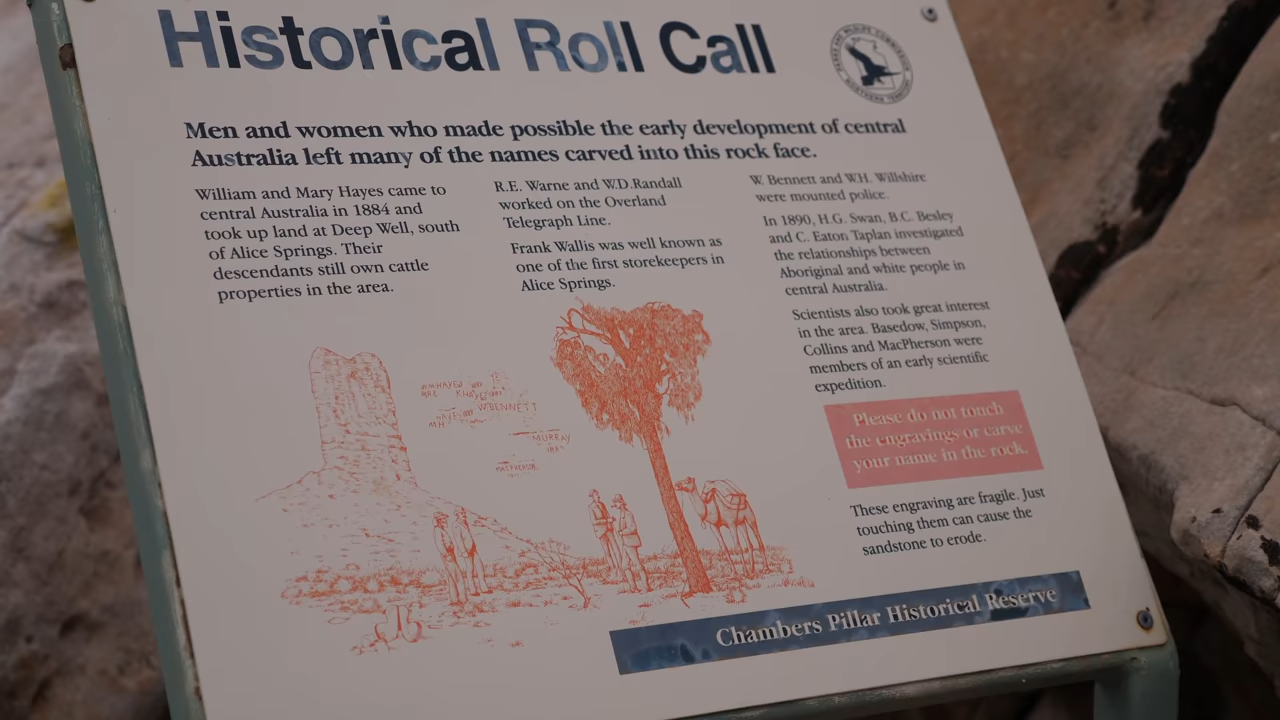 Historical Roll Call
PARKS AND WILDLIFE COMMISSION
NORTHERN TERRITORY
Men and women who made possible the early development of central
Australia left many of the names carved into this rock face.
William and Mary Hayes came to
central Australia in 1884 and
took up land at Deep Well, south
of Alice Springs. Their
descendants still own cattle
properties in the area.
R.E. Warne and W.D.Randall
worked on the Overland
Telegraph Line.
Frank Wallis was well known as
one of the first storekeepers in
Alice Springs.
W. Bennett and W.H. Willshire
were mounted police.
In 1890, H.G. Swan, B.C. Besley
and C. Eaton Taplan investigated
the relationships between
Aboriginal and white people in
central Australia.
Scientists also took great interest
in the area. Basedow, Simpson,
Collins and MacPherson were
members of an early scientific
expedition.
Please do not touch
the engravings or carve
your name in the rock.
These engraving are fragile. Just
touching them can cause the
sandstone to erode.
W.BENNETT
MURRAY
MACPHERSON
Chambers Pillar Historical Reserve